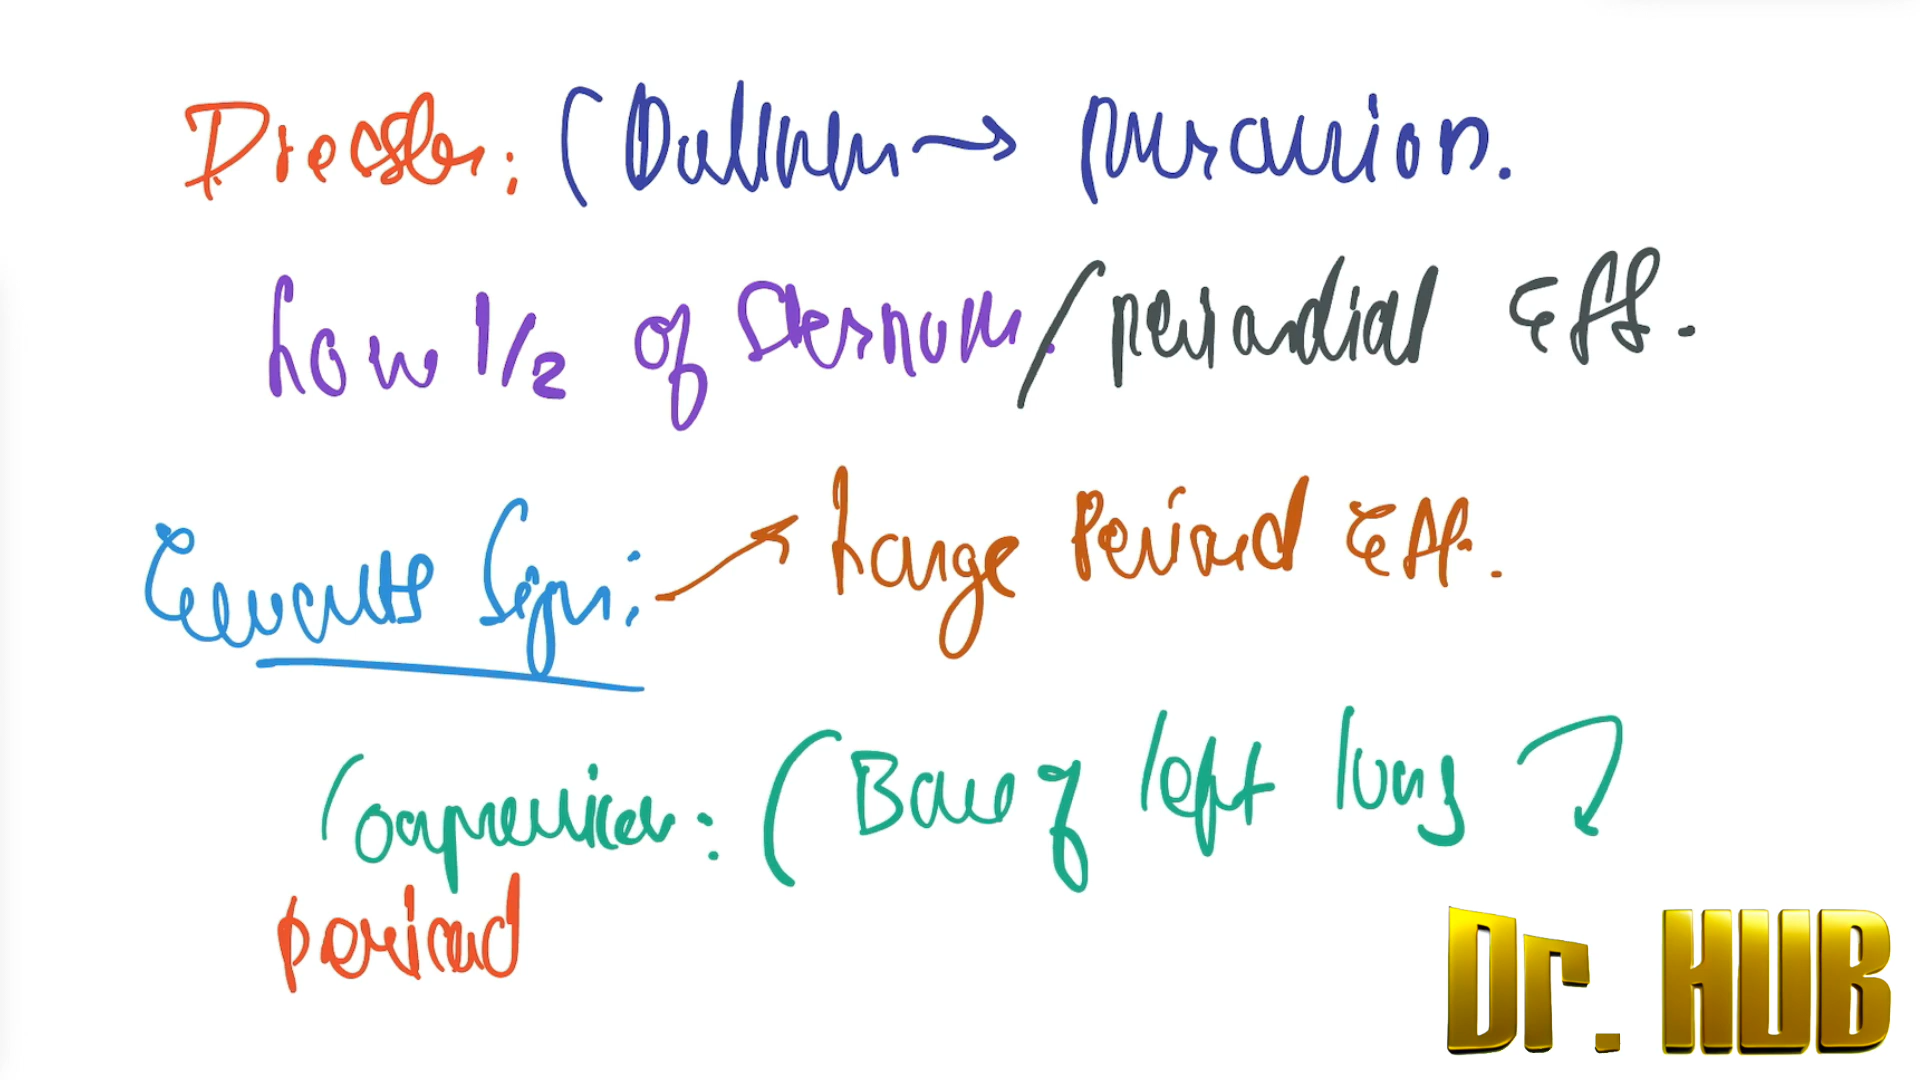 Dressler: (Dullness → percussion.
Low 1/2 of Sternum/pericardial Eff.
Ewart's Sign: → Large Pericard Eff.
Compression: (Base of left lung
pericard
Dr. HUB